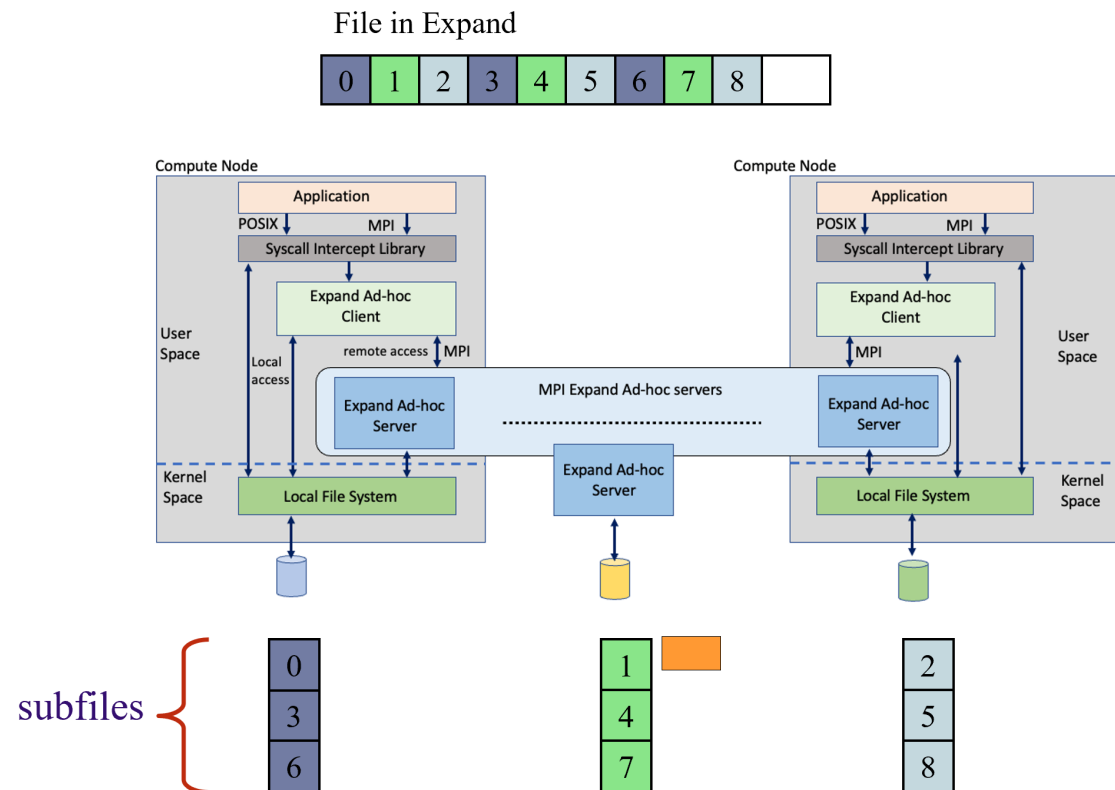 File in Expand
0 1 2 3 4 5 6 7 8
Compute Node
Application
POSIX
MPI
Syscall Intercept Library
Expand Ad-hoc
Client
User
Space
Local
access
remote access
MPI
Expand Ad-hoc
Server
Kernel
Space
Local File System
MPI Expand Ad-hoc servers
Expand Ad-hoc
Server
Compute Node
Application
POSIX
MPI
Syscall Intercept Library
Expand Ad-hoc
Client
User
Space
MPI
Expand Ad-hoc
Server
Kernel
Space
Local File System
subfiles
0
3
6
1
4
7
2
5
8